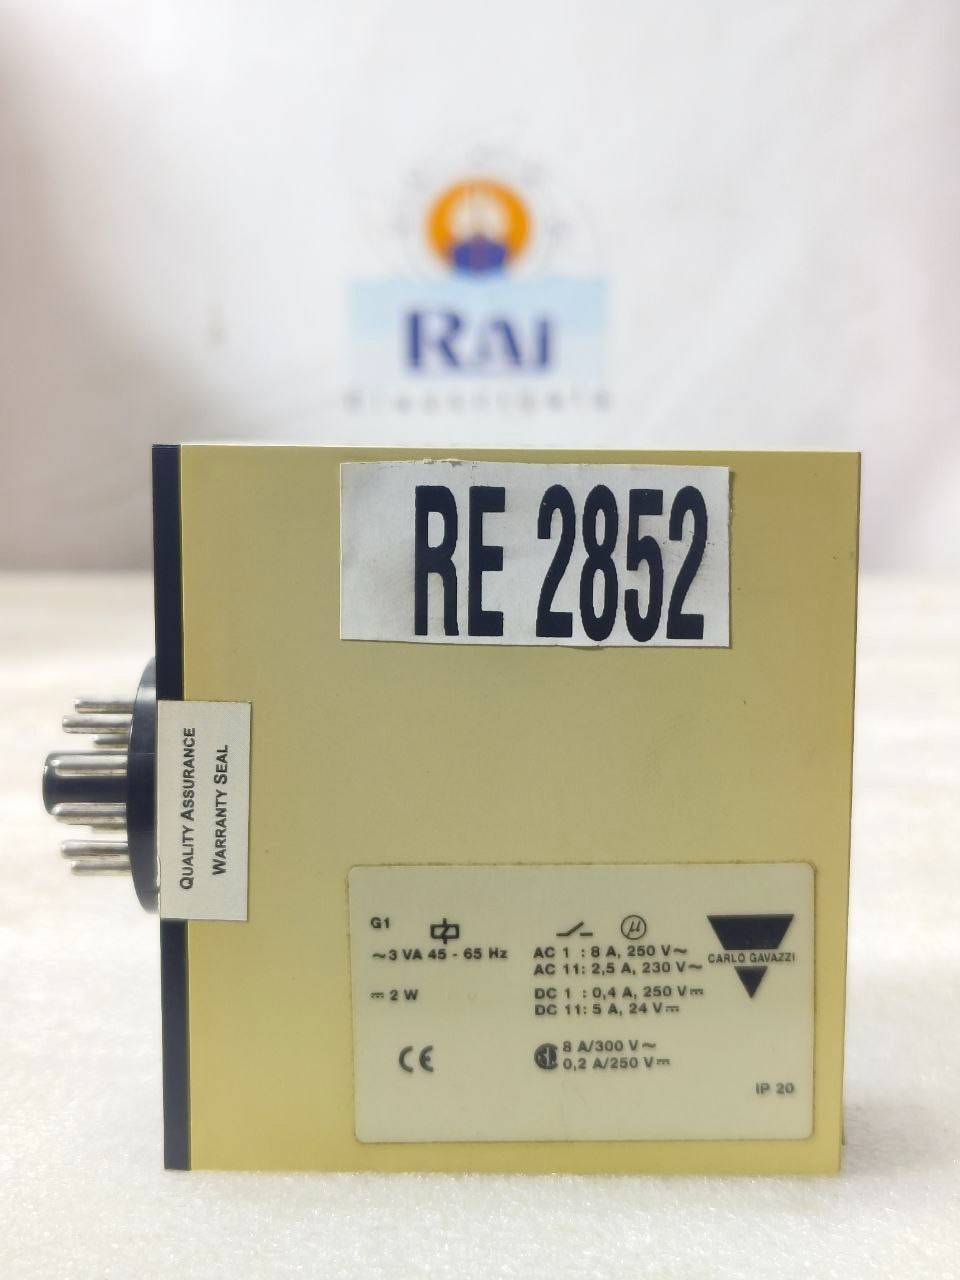 RAI
Electronic
RE 2852
QUALITY ASSURANCE
WARRANTY SEAL
G1
~3 VA 45 - 65 Hz
⎓ 2 W
µ
AC 1 : 8 A, 250 V~
AC 11: 2,5 A, 230 V~
DC 1 : 0,4 A, 250 V⎓
DC 11: 5 A, 24 V⎓
CARLO GAVAZZI
CE
8 A/300 V ~
0,2 A/250 V⎓
IP 20